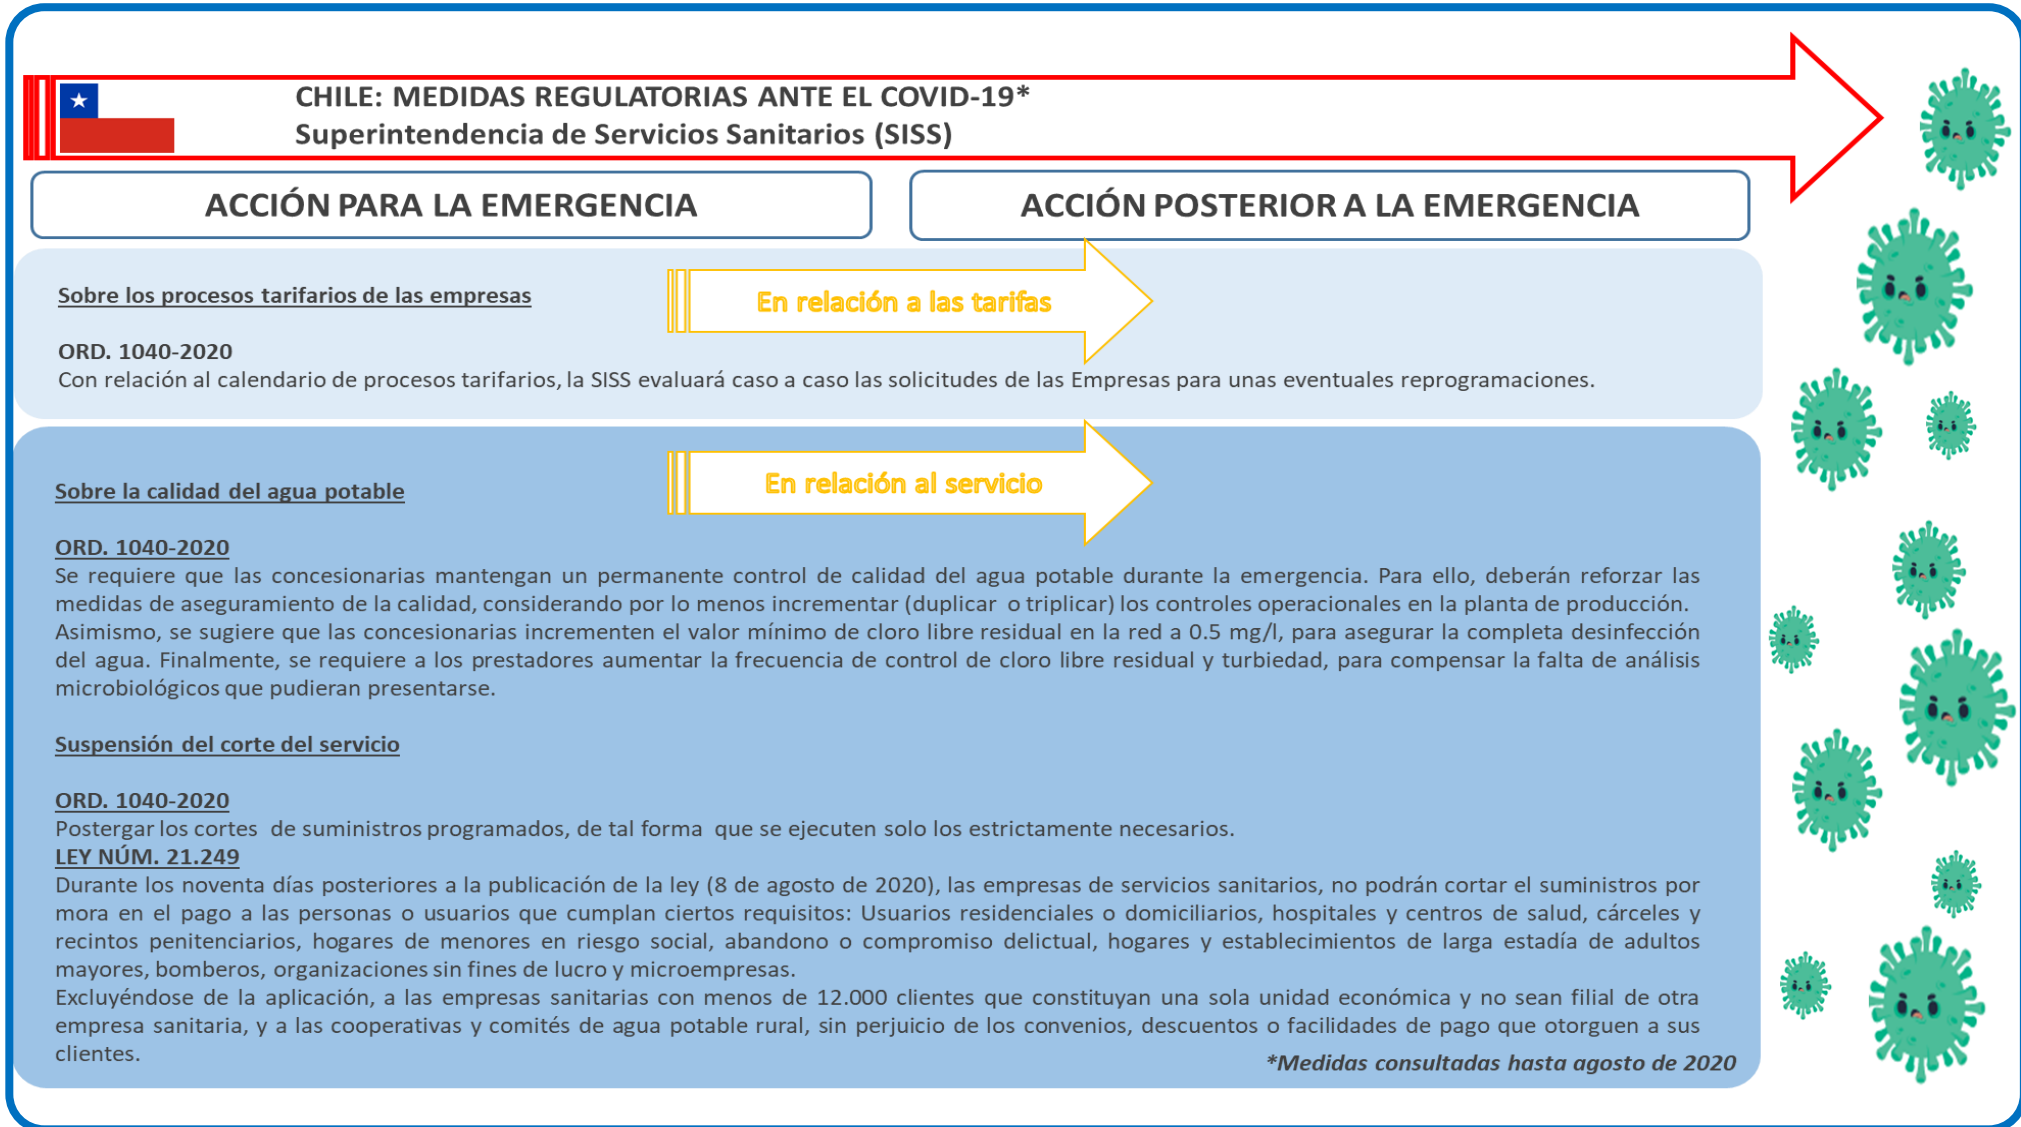 CHILE: MEDIDAS REGULATORIAS ANTE EL COVID-19*
Superintendencia de Servicios Sanitarios (SISS)
ACCIÓN PARA LA EMERGENCIA
ACCIÓN POSTERIOR A LA EMERGENCIA
Sobre los procesos tarifarios de las empresas
En relación a las tarifas
ORD. 1040-2020
Con relación al calendario de procesos tarifarios, la SISS evaluará caso a caso las solicitudes de las Empresas para unas eventuales reprogramaciones.
Sobre la calidad del agua potable
En relación al servicio
ORD. 1040-2020
Se requiere que las concesionarias mantengan un permanente control de calidad del agua potable durante la emergencia. Para ello, deberán reforzar las
medidas de aseguramiento de la calidad, considerando por lo menos incrementar (duplicar o triplicar) los controles operacionales en la planta de producción.
Asimismo, se sugiere que las concesionarias incrementen el valor mínimo de cloro libre residual en la red a 0.5 mg/l, para asegurar la completa desinfección
del agua. Finalmente, se requiere a los prestadores aumentar la frecuencia de control de cloro libre residual y turbiedad, para compensar la falta de análisis
microbiológicos que pudieran presentarse.
Suspensión del corte del servicio
ORD. 1040-2020
Postergar los cortes de suministros programados, de tal forma que se ejecuten solo los estrictamente necesarios.
LEY NÚM. 21.249
Durante los noventa días posteriores a la publicación de la ley (8 de agosto de 2020), las empresas de servicios sanitarios, no podrán cortar el suministros por
mora en el pago a las personas o usuarios que cumplan ciertos requisitos: Usuarios residenciales o domiciliarios, hospitales y centros de salud, cárceles y
recintos penitenciarios, hogares de menores en riesgo social, abandono o compromiso delictual, hogares y establecimientos de larga estadía de adultos
mayores, bomberos, organizaciones sin fines de lucro y microempresas.
Excluyéndose de la aplicación, a las empresas sanitarias con menos de 12.000 clientes que constituyan una sola unidad económica y no sean filial de otra
empresa sanitaria, y a las cooperativas y comités de agua potable rural, sin perjuicio de los convenios, descuentos o facilidades de pago que otorguen a sus
clientes.
*Medidas consultadas hasta agosto de 2020